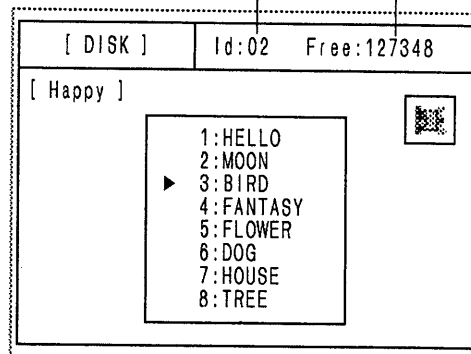 [ DISK ] Id:02 Free:127348
[ Happy ]
1:HELLO
2:MOON
3:BIRD
4:FANTASY
5:FLOWER
6:DOG
7:HOUSE
8:TREE